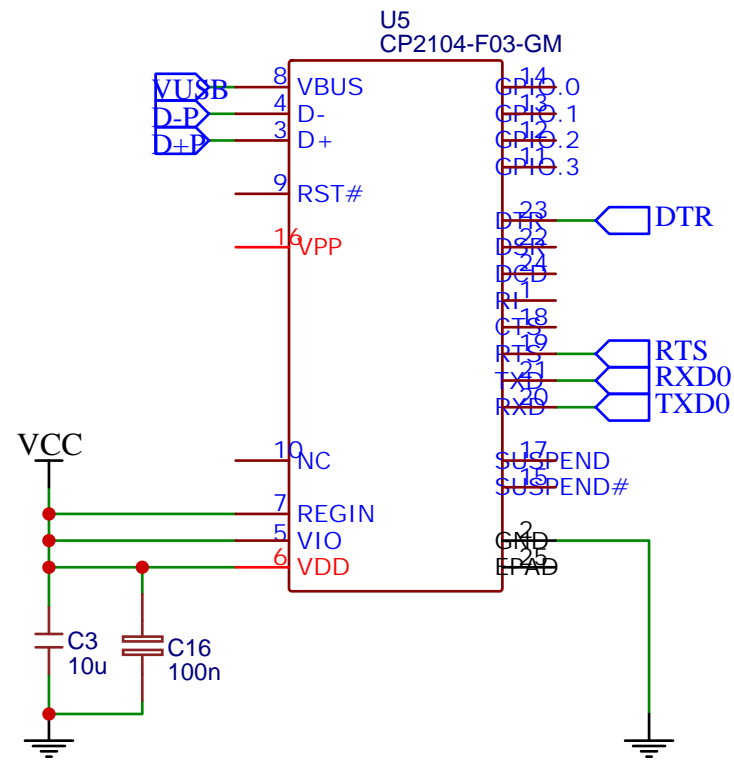 U5
CP2104-F03-GM
VUSB 8 VBUS 14 GPIO.0
D-P 4 D- 13 GPIO.1
D+P 3 D+ 12 GPIO.2
11 GPIO.3
9 RST#
23 DTR DTR
16 VPP 22 DSR
24 DCD
1 RI
18 CTS
19 RTS RTS
21 TXD RXD0
20 RXD TXD0
VCC
10 NC 17 SUSPEND
15 SUSPEND#
7 REGIN
5 VIO 2 GND
6 VDD 25 EPAD
C3 C16
10u 100n